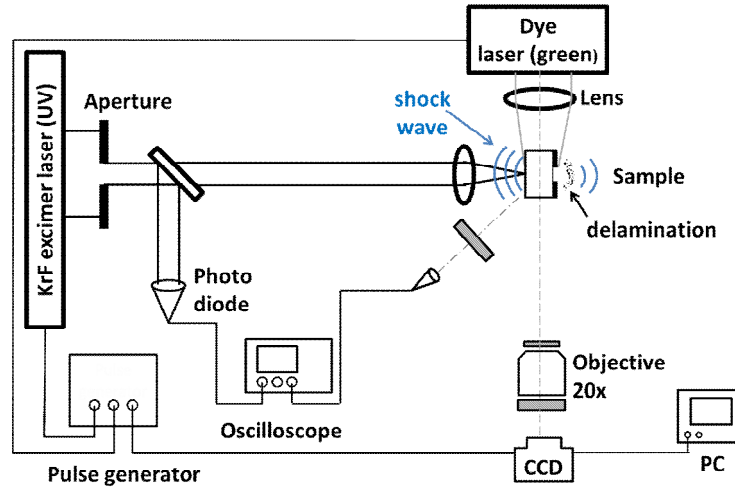 Dye
laser (green)
KrF excimer laser (UV)
Aperture
shock
wave
Lens
Sample
delamination
Photo
diode
Objective
20x
Oscilloscope
Pulse generator
CCD
PC